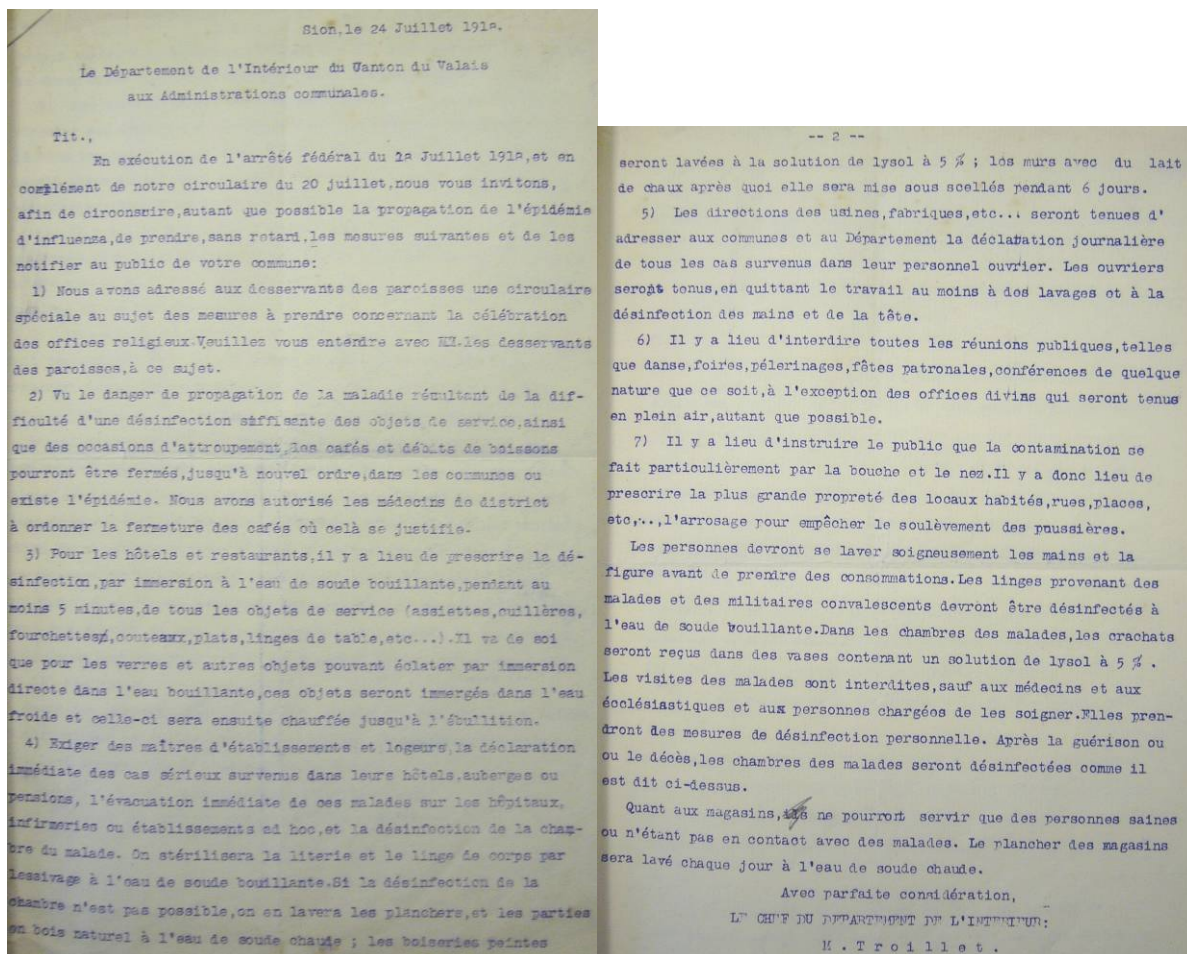 Sion,le 24 Juillet 1918.
Le Département de l'Intérieur du Canton du Valais
aux Administrations communales.
Tit.,
En exécution de l'arrêté fédéral du 18 Juillet 1918,et en
complément de notre circulaire du 20 juillet,nous vous invitons,
afin de circonsrire,autant que possible la propagation de l'épidémie
d'influenza,de prendre,sans retard,les mesures suivantes et de les
notifier au public de votre commune:
1) Nous avons adressé aux desservants des paroisses une circulaire
spéciale au sujet des mesures à prendre concernant la célébration
des offices religieux.Veuillez vous entendre avec MM.les desservants
des paroisses,à ce sujet.
2) Vu le danger de propagation de la maladie résultant de la dif-
ficulté d'une désinfection suffisante des objets de service,ainsi
que des occasions d'attroupement,les cafés et débits de boissons
pourront être fermés,jusqu'à nouvel ordre,dans les communes ou
existe l'épidémie. Nous avons autorisé les médecins de district
à ordonner la fermeture des cafés où celà se justifie.
3) Pour les hôtels et restaurants,il y a lieu de prescrire la dé-
sinfection,par immersion à l'eau de soude bouillante,pendant au
moins 5 minutes,de tous les objets de service (assiettes,cuillères,
fourchettes,couteaux,plats,linges de table,etc...).Il va de soi
que pour les verres et autres objets pouvant éclater par immersion
directe dans l'eau bouillante,ces objets seront immergés dans l'eau
froide et celle-ci sera ensuite chauffée jusqu'à l'ébullition.
4) Exiger des maîtres d'établissements et logeurs,la déclaration
immédiate des cas sérieux survenus dans leurs hôtels,auberges ou
pensions, l'évacuation immédiate de ces malades sur les hôpitaux,
infirmeries ou établissements ad hoc,et la désinfection de la cham-
bre du malade. On stérilisera la literie et le linge de corps par
lessivage à l'eau de soude bouillante.Si la désinfection de la
chambre n'est pas possible,on en lavera les planchers,et les parties
en bois naturel à l'eau de soude chaude ; les boiseries peintes
-- 2 --
seront lavées à la solution de lysol à 5 % ; les murs avec du lait
de chaux après quoi elle sera mise sous scellés pendant 6 jours.
5) Les directions des usines,fabriques,etc... seront tenues d'
adresser aux communes et au Département la déclaration journalière
de tous les cas survenus dans leur personnel ouvrier. Les ouvriers
seront tenus,en quittant le travail au moins à des lavages et à la
désinfection des mains et de la tête.
6) Il y a lieu d'interdire toutes les réunions publiques,telles
que danse,foires,pélerinages,fêtes patronales,conférences de quelque
nature que ce soit,à l'exception des offices divins qui seront tenus
en plein air,autant que possible.
7) Il y a lieu d'instruire le public que la contamination se
fait particulièrement par la bouche et le nez.Il y a donc lieu de
prescrire la plus grande propreté des locaux habités,rues,places,
etc,..,l'arrosage pour empêcher le soulèvement des poussières.
Les personnes devront se laver soigneusement les mains et la
figure avant de prendre des consommations.Les linges provenant des
malades et des militaires convalescents devront être désinfectés à
l'eau de soude bouillante.Dans les chambres des malades,les crachats
seront reçus dans des vases contenant un solution de lysol à 5 % .
Les visites des malades sont interdites,sauf aux médecins et aux
écclésiastiques et aux personnes chargées de les soigner.Elles pren-
dront des mesures de désinfection personnelle. Après la guérison ou
ou le décès,les chambres des malades seront désinfectées comme il
est dit ci-dessus.
Quant aux magasins,ils ne pourront servir que des personnes saines
ou n'étant pas en contact avec des malades. Le plancher des magasins
sera lavé chaque jour à l'eau de soude chaude.
Avec parfaite considération,
LE CHEF DU DEPARTEMENT DE L'INTERIEUR:
M.Troillet.